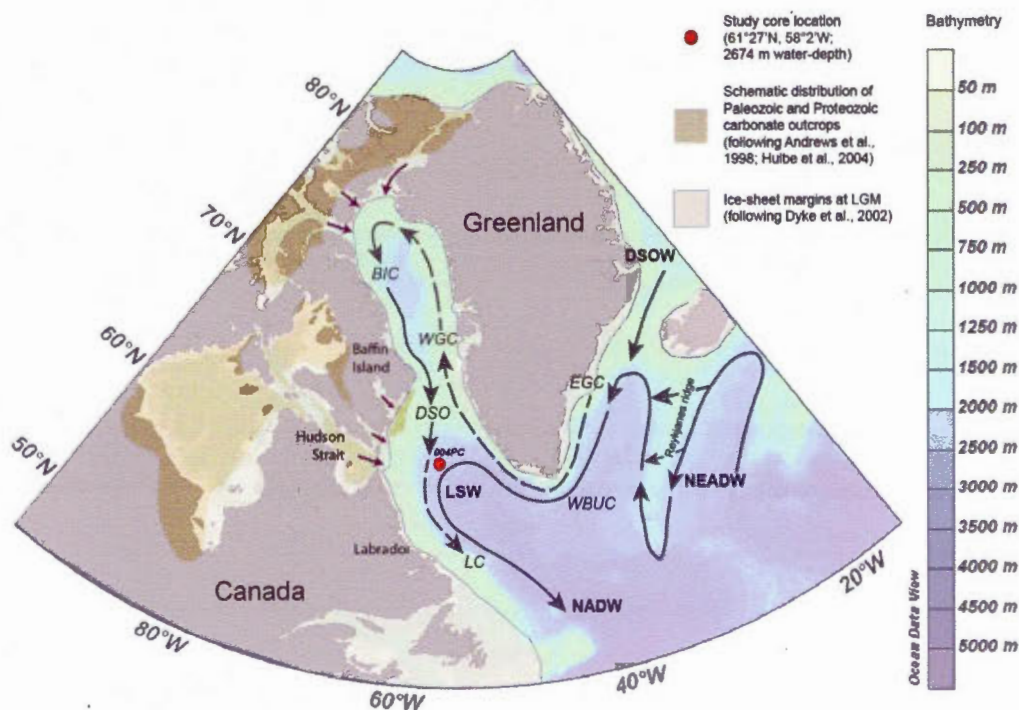 Study core location
(61°27'N, 58°2'W;
2674 m water-depth)
Schematic distribution of
Paleozoic and Proteozoic
carbonate outcrops
(following Andrews et al.,
1998; Hulbe et al., 2004)
Ice-sheet margins at LGM
(following Dyke et al., 2002)
Bathymetry
50 m
100 m
250 m
500 m
750 m
1000 m
1250 m
1500 m
2000 m
2500 m
3000 m
3500 m
4000 m
4500 m
5000 m
Ocean Data View
80°N
70°N
60°N
50°N
80°W
60°W
40°W
20°W
Greenland
DSOW
BIC
WGC
Baffin
Island
EGC
DSO
Reykjanes ridge
Hudson
Strait
004PC
LSW
WBUC
NEADW
Labrador
LC
Canada
NADW